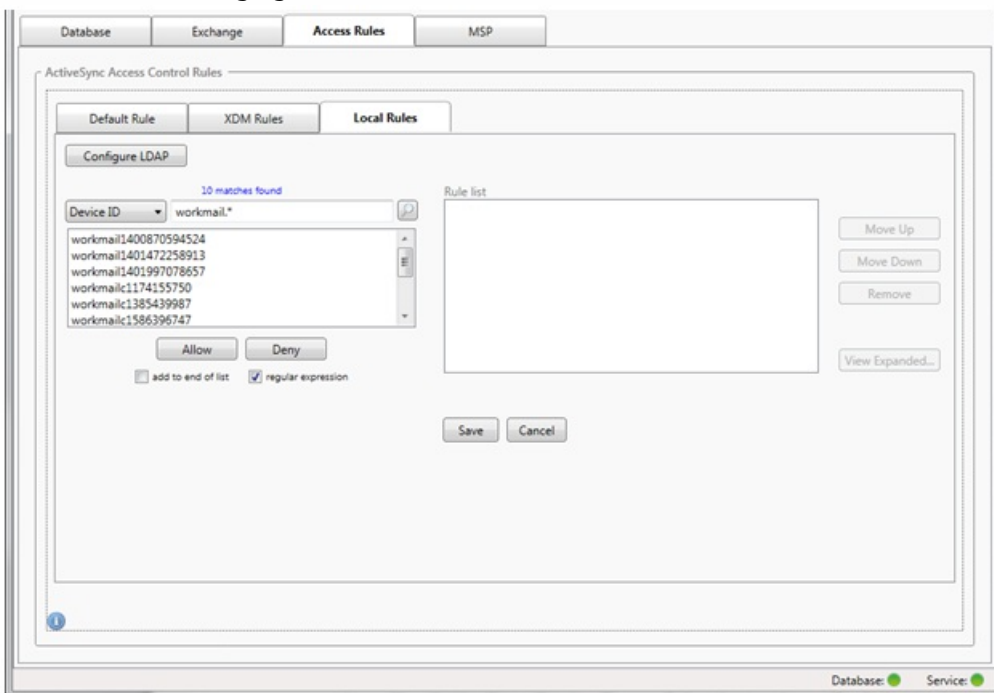 Database Exchange Access Rules MSP
ActiveSync Access Control Rules
Default Rule XDM Rules Local Rules
Configure LDAP
10 matches found
Rule list
Device ID workmail.*
workmail1400870594524
workmail1401472258913
workmail1401997078657
workmailc1174155750
workmailc1385439987
workmailc1586396747
Move Up
Move Down
Remove
View Expanded...
Allow Deny
add to end of list regular expression
Save Cancel
Database: Service: